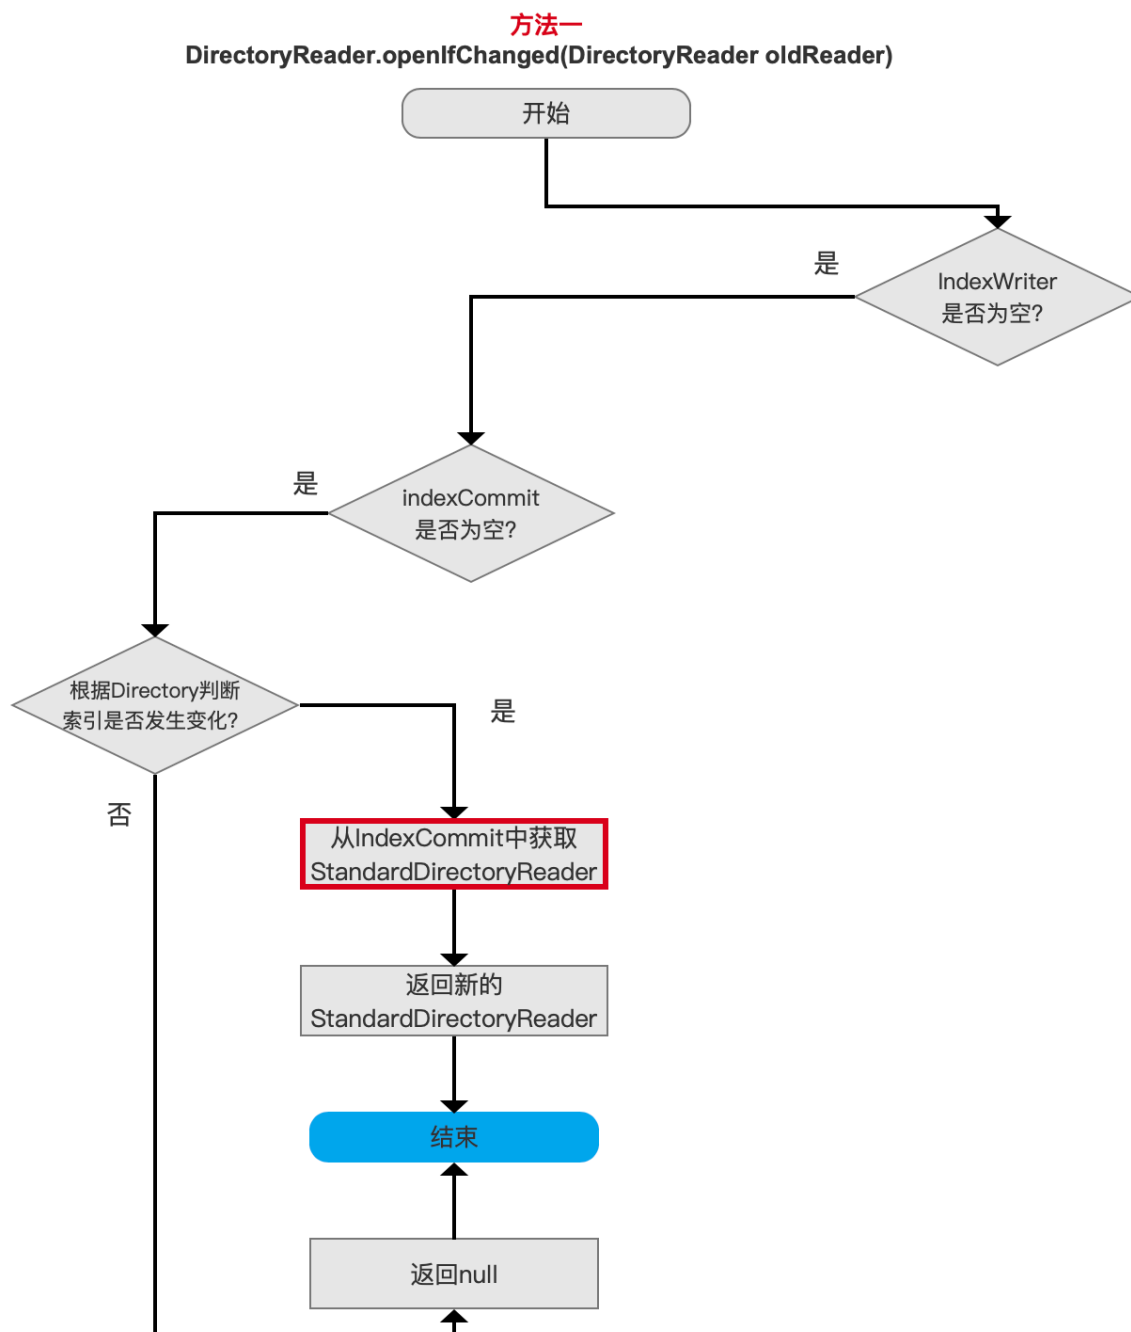 方法一
DirectoryReader.openIfChanged(DirectoryReader oldReader)
开始
是
IndexWriter
是否为空?
是
indexCommit
是否为空?
根据Directory判断
索引是否发生变化?
是
否
从IndexCommit中获取
StandardDirectoryReader
返回新的
StandardDirectoryReader
结束
返回null